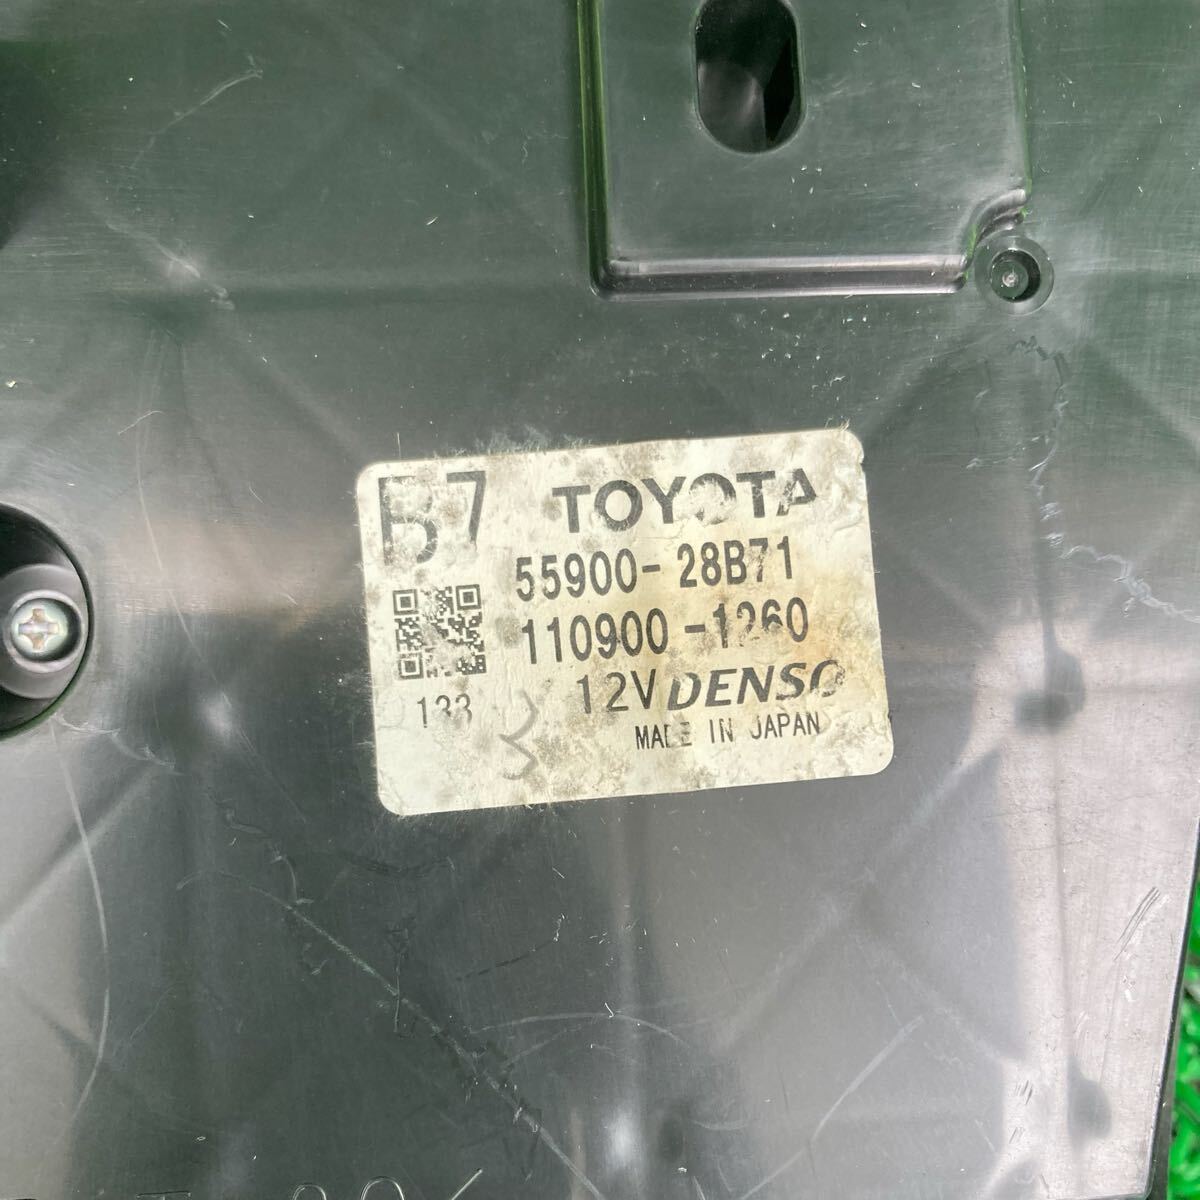 B7 TOYOTA
55900-28B71
110900-1260
133 12V DENSO
MADE IN JAPAN